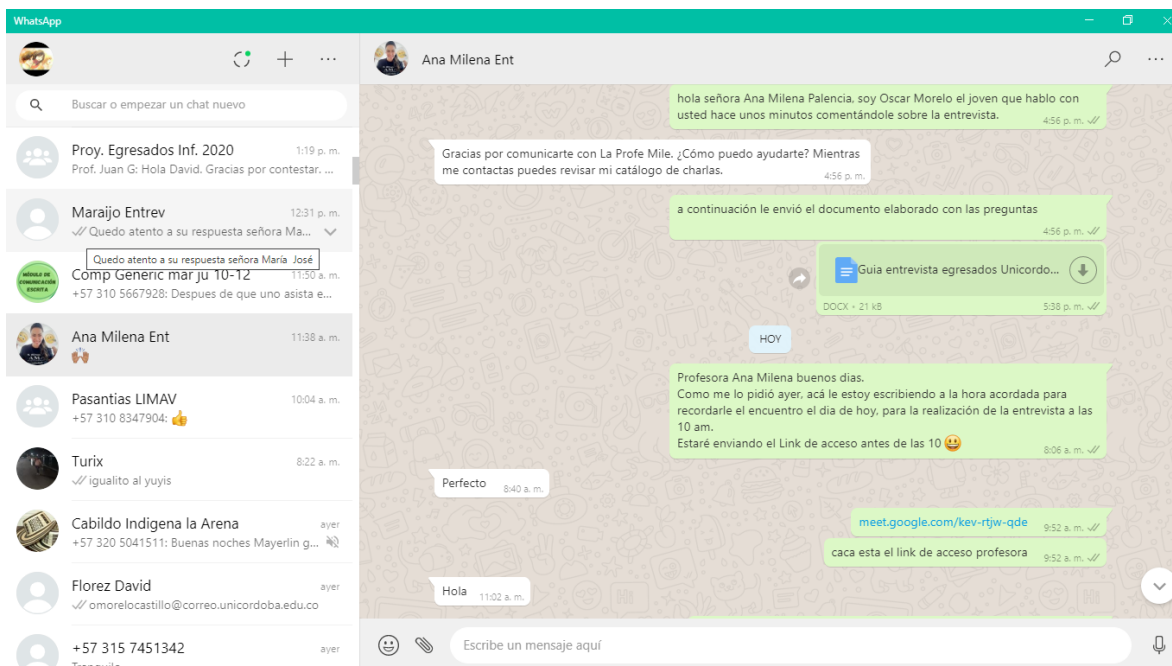 WhatsApp
Buscar o empezar un chat nuevo
Proy. Egresados Inf. 2020 1:19 p. m.
Prof. Juan G: Hola David. Gracias por contestar. ...
Maraijo Entrev 12:31 p. m.
Quedo atento a su respuesta señora Ma...
Quedo atento a su respuesta señora María José
Comp Generic mar ju 10-12 11:50 a. m.
+57 310 5667928: Despues de que uno asista e...
MÓDULO DE
COMUNICACIÓN
ESCRITA
Ana Milena Ent 11:38 a. m.
Pasantias LIMAV 10:04 a. m.
+57 310 8347904: 👍
Turix 8:22 a. m.
igualito al yuyis
Cabildo Indigena la Arena ayer
+57 320 5041511: Buenas noches Mayerlin g...
Florez David ayer
omorelocastillo@correo.unicordoba.edu.co
+57 315 7451342 ayer
Tranquilo
Ana Milena Ent
hola señora Ana Milena Palencia, soy Oscar Morelo el joven que hablo con
usted hace unos minutos comentándole sobre la entrevista. 4:56 p. m.
Gracias por comunicarte con La Profe Mile. ¿Cómo puedo ayudarte? Mientras
me contactas puedes revisar mi catálogo de charlas. 4:56 p. m.
a continuación le envió el documento elaborado con las preguntas
4:56 p. m.
Guia entrevista egresados Unicordo...
DOCX • 21 kB 5:38 p. m.
HOY
Profesora Ana Milena buenos dias.
Como me lo pidió ayer, acá le estoy escribiendo a la hora acordada para
recordarle el encuentro el dia de hoy, para la realización de la entrevista a las
10 am.
Estaré enviando el Link de acceso antes de las 10 😀 8:06 a. m.
Perfecto 8:40 a. m.
meet.google.com/kev-rtjw-qde 9:52 a. m.
caca esta el link de acceso profesora 9:52 a. m.
Hola 11:02 a. m.
Escribe un mensaje aquí